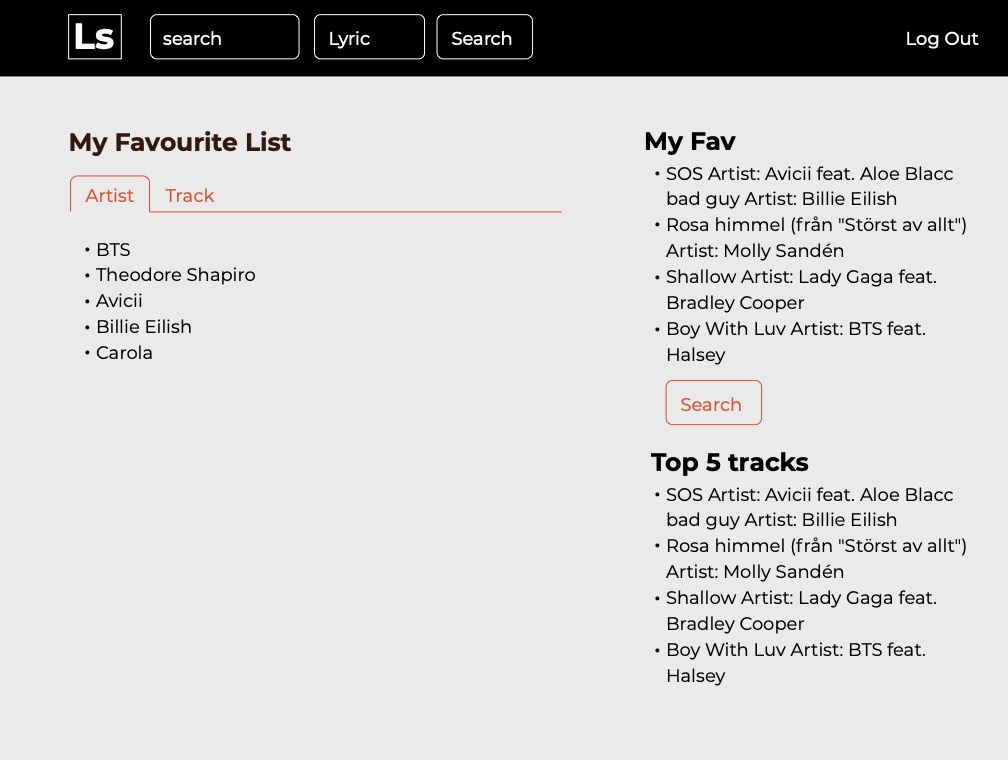 Ls
search
Lyric
Search
Log Out
My Favourite List
Artist
Track
• BTS
• Theodore Shapiro
• Avicii
• Billie Eilish
• Carola
My Fav
• SOS Artist: Avicii feat. Aloe Blacc
bad guy Artist: Billie Eilish
• Rosa himmel (från "Störst av allt")
Artist: Molly Sandén
• Shallow Artist: Lady Gaga feat.
Bradley Cooper
• Boy With Luv Artist: BTS feat.
Halsey
Search
Top 5 tracks
• SOS Artist: Avicii feat. Aloe Blacc
bad guy Artist: Billie Eilish
• Rosa himmel (från "Störst av allt")
Artist: Molly Sandén
• Shallow Artist: Lady Gaga feat.
Bradley Cooper
• Boy With Luv Artist: BTS feat.
Halsey